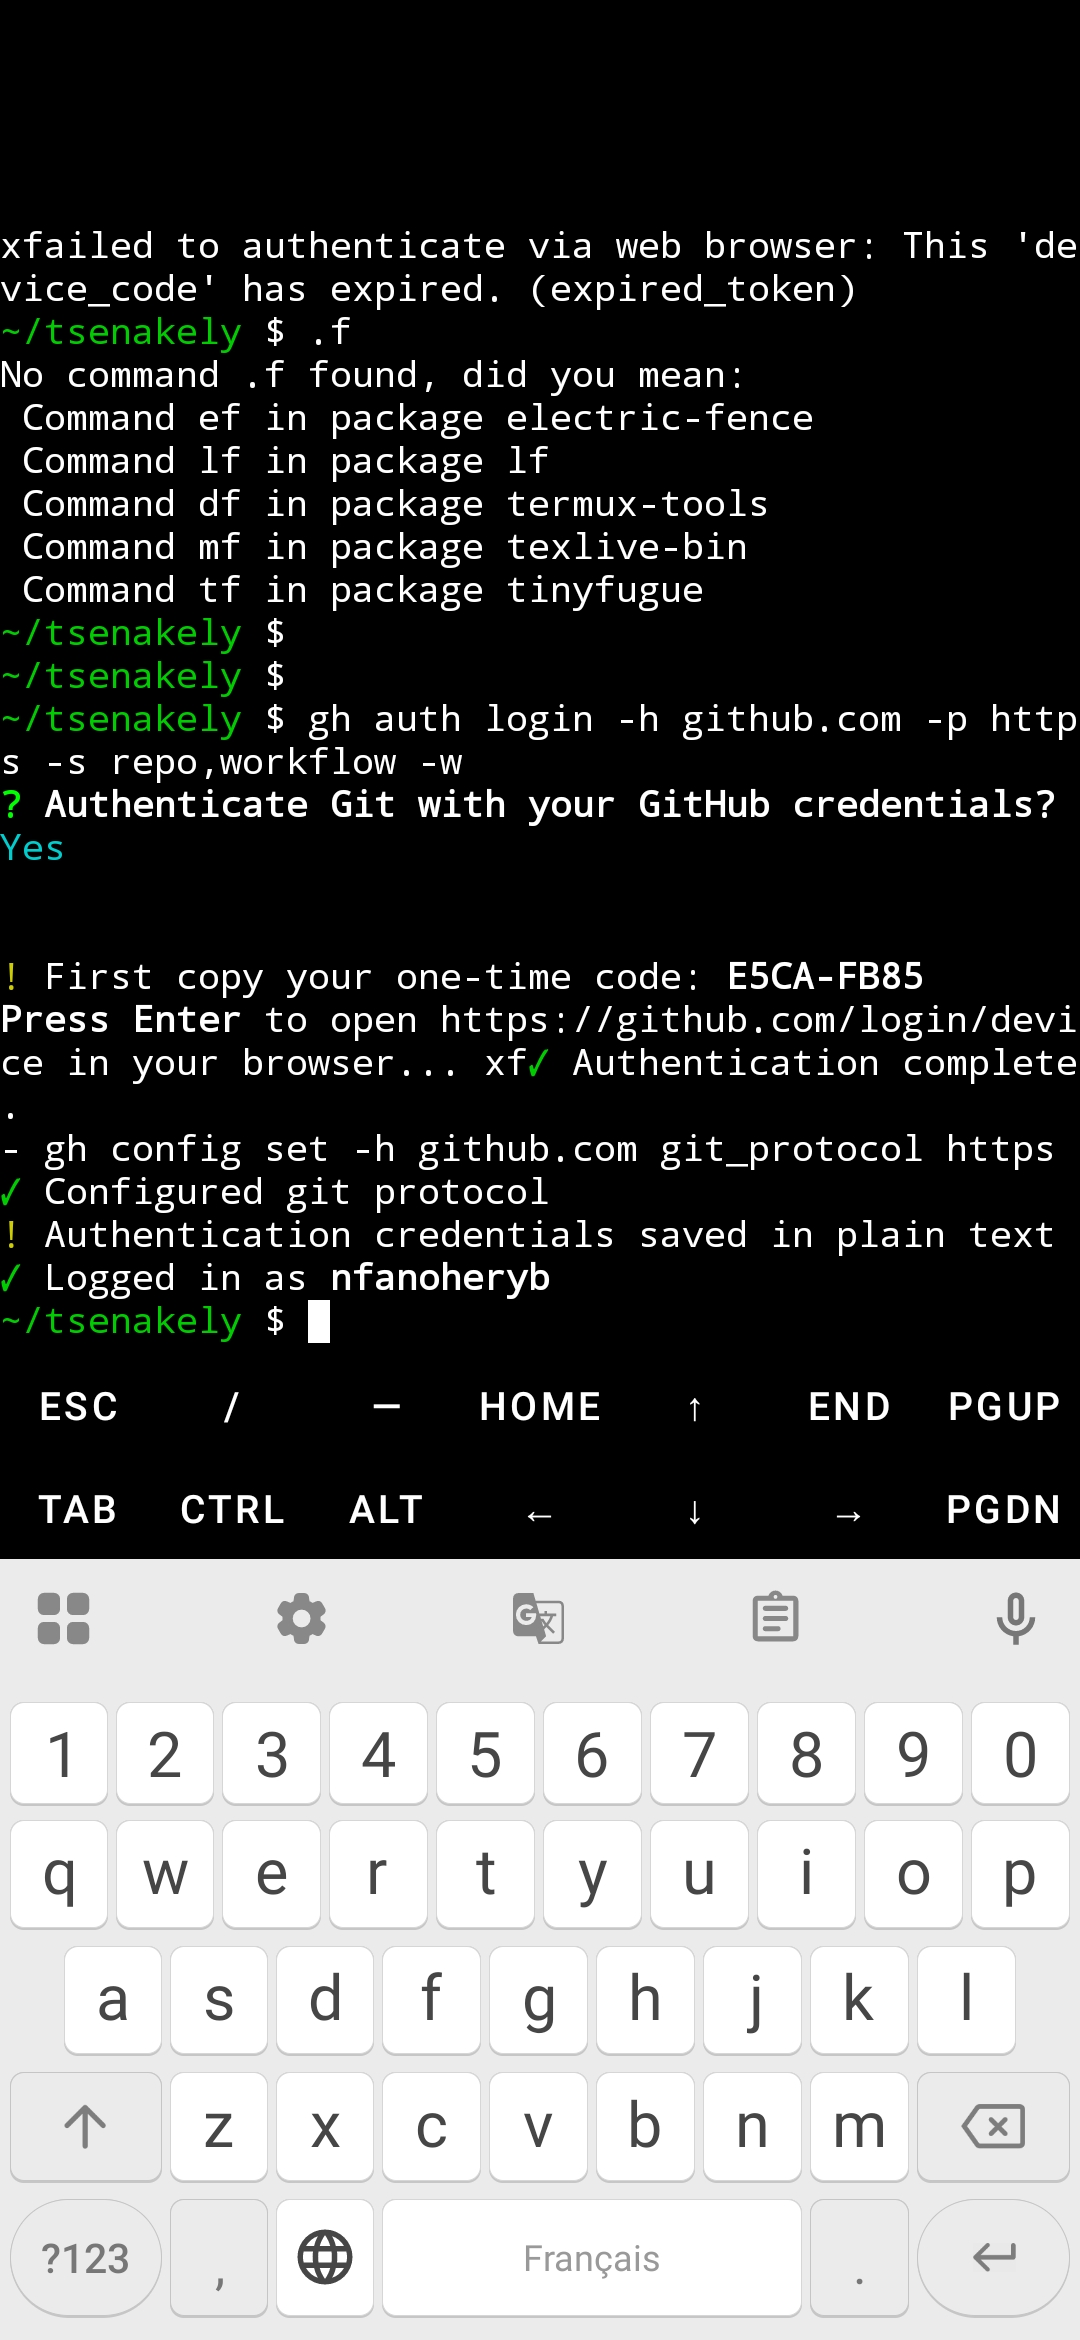 xfailed to authenticate via web browser: This 'de
vice_code' has expired. (expired_token)
~/tsenakely $ .f
No command .f found, did you mean:
 Command ef in package electric-fence
 Command lf in package lf
 Command df in package termux-tools
 Command mf in package texlive-bin
 Command tf in package tinyfugue
~/tsenakely $
~/tsenakely $
~/tsenakely $ gh auth login -h github.com -p http
s -s repo,workflow -w
? Authenticate Git with your GitHub credentials?
Yes
! First copy your one-time code: E5CA-FB85
Press Enter to open https://github.com/login/devi
ce in your browser... xf✓ Authentication complete
.
- gh config set -h github.com git_protocol https
✓ Configured git protocol
! Authentication credentials saved in plain text
✓ Logged in as nfanoheryb
~/tsenakely $
ESC / — HOME ↑ END PGUP
TAB CTRL ALT ← ↓ → PGDN
1 2 3 4 5 6 7 8 9 0
q w e r t y u i o p
a s d f g h j k l
z x c v b n m
?123 , Français .